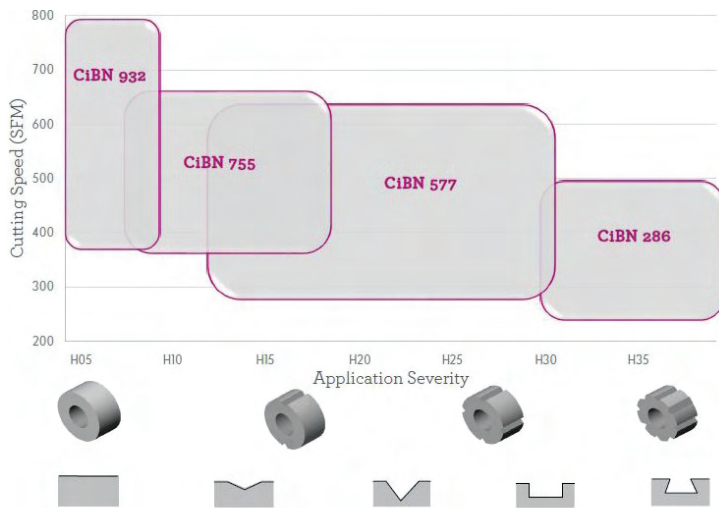 800
700
600
500
400
300
200
Cutting Speed (SFM)
CiBN 932
CiBN 755
CiBN 577
CiBN 286
H05 H10 H15 H20 H25 H30 H35
Application Severity